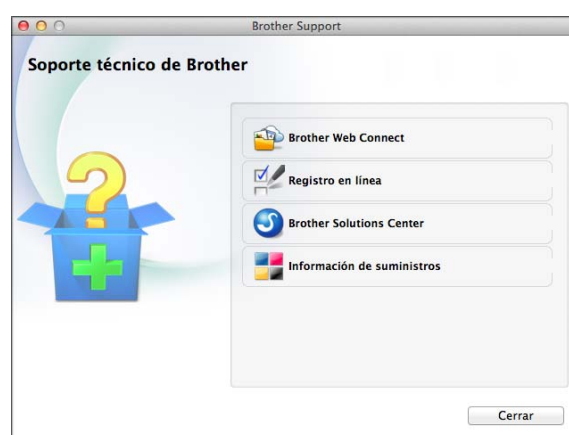 Brother Support
Soporte técnico de Brother
Brother Web Connect
Registro en línea
Brother Solutions Center
Información de suministros
Cerrar